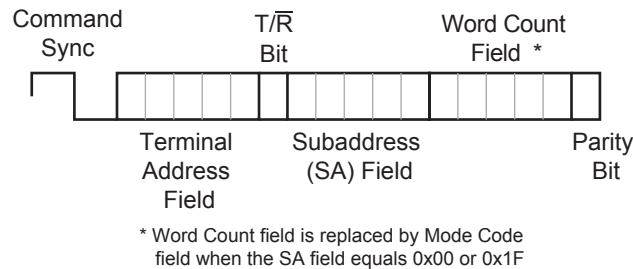 Command
Sync
T/R̅
Bit
Word Count
Field *
Terminal
Address
Field
Subaddress
(SA) Field
Parity
Bit
* Word Count field is replaced by Mode Code
field when the SA field equals 0x00 or 0x1F